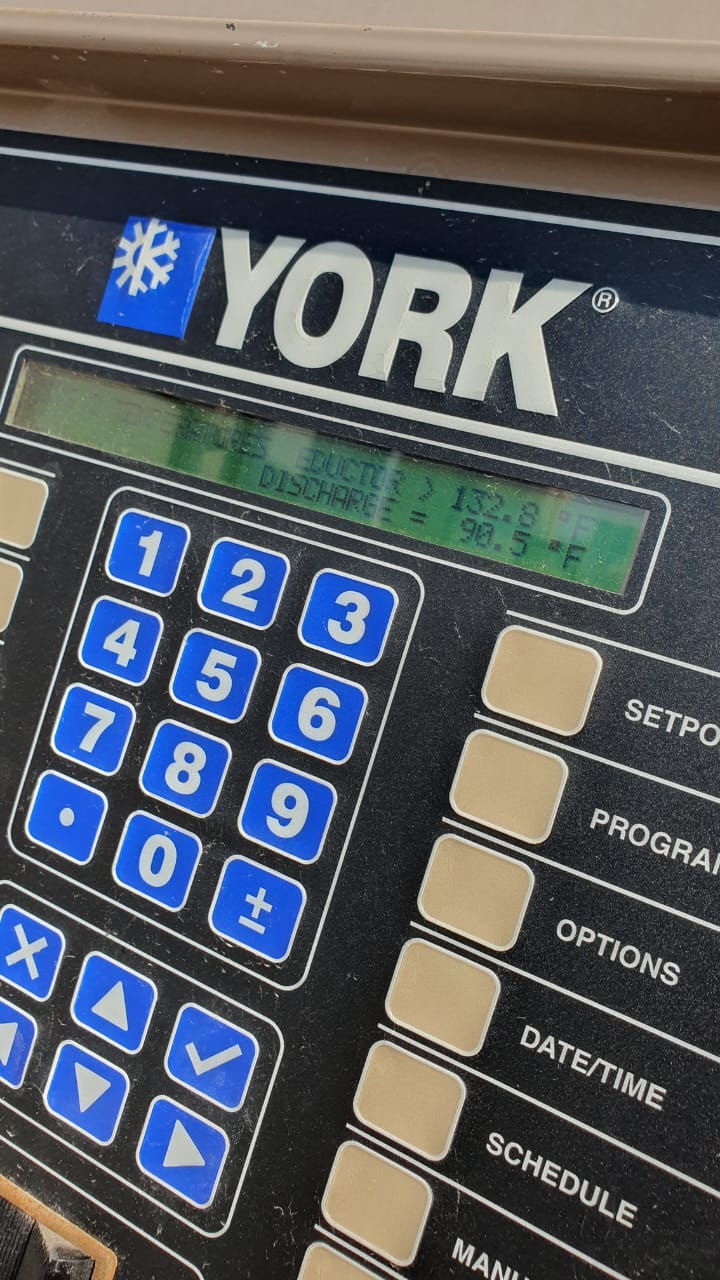 YORK®
> 132.8 °F
DISCHARGE = 90.5 °F
1 2 3
4 5 6
7 8 9
. 0 ±
SETPO
PROGRA
OPTIONS
DATE/TIME
SCHEDULE
MANU